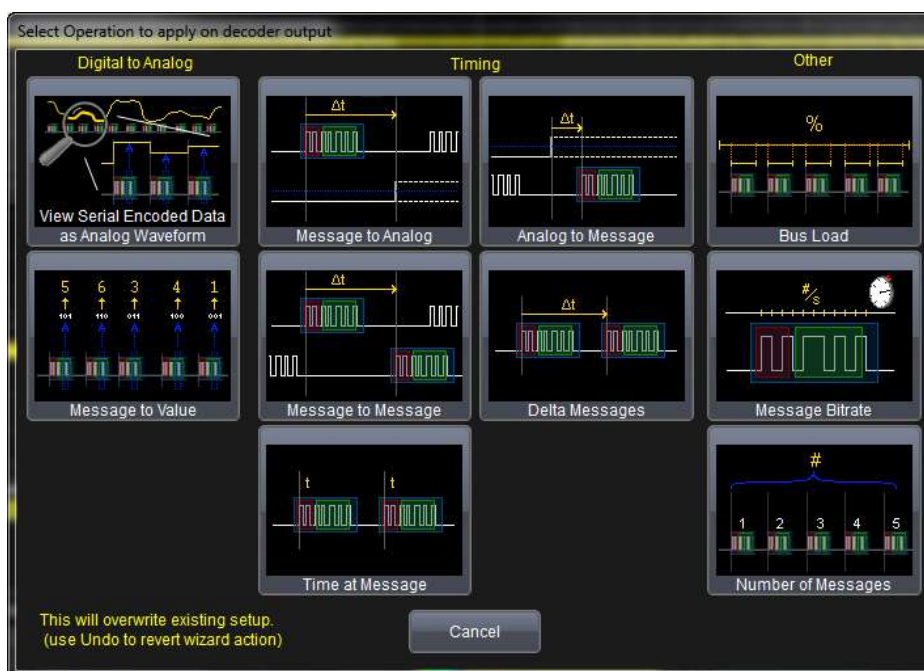 Select Operation to apply on decoder output
Digital to Analog
Timing
Other
View Serial Encoded Data
as Analog Waveform
Δt
Message to Analog
Δt
Analog to Message
%
Bus Load
5 6 3 4 1
101 110 011 100 001
Message to Value
Δt
Message to Message
Δt
Delta Messages
#/s
Message Bitrate
t t
Time at Message
#
1 2 3 4 5
Number of Messages
This will overwrite existing setup.
(use Undo to revert wizard action)
Cancel